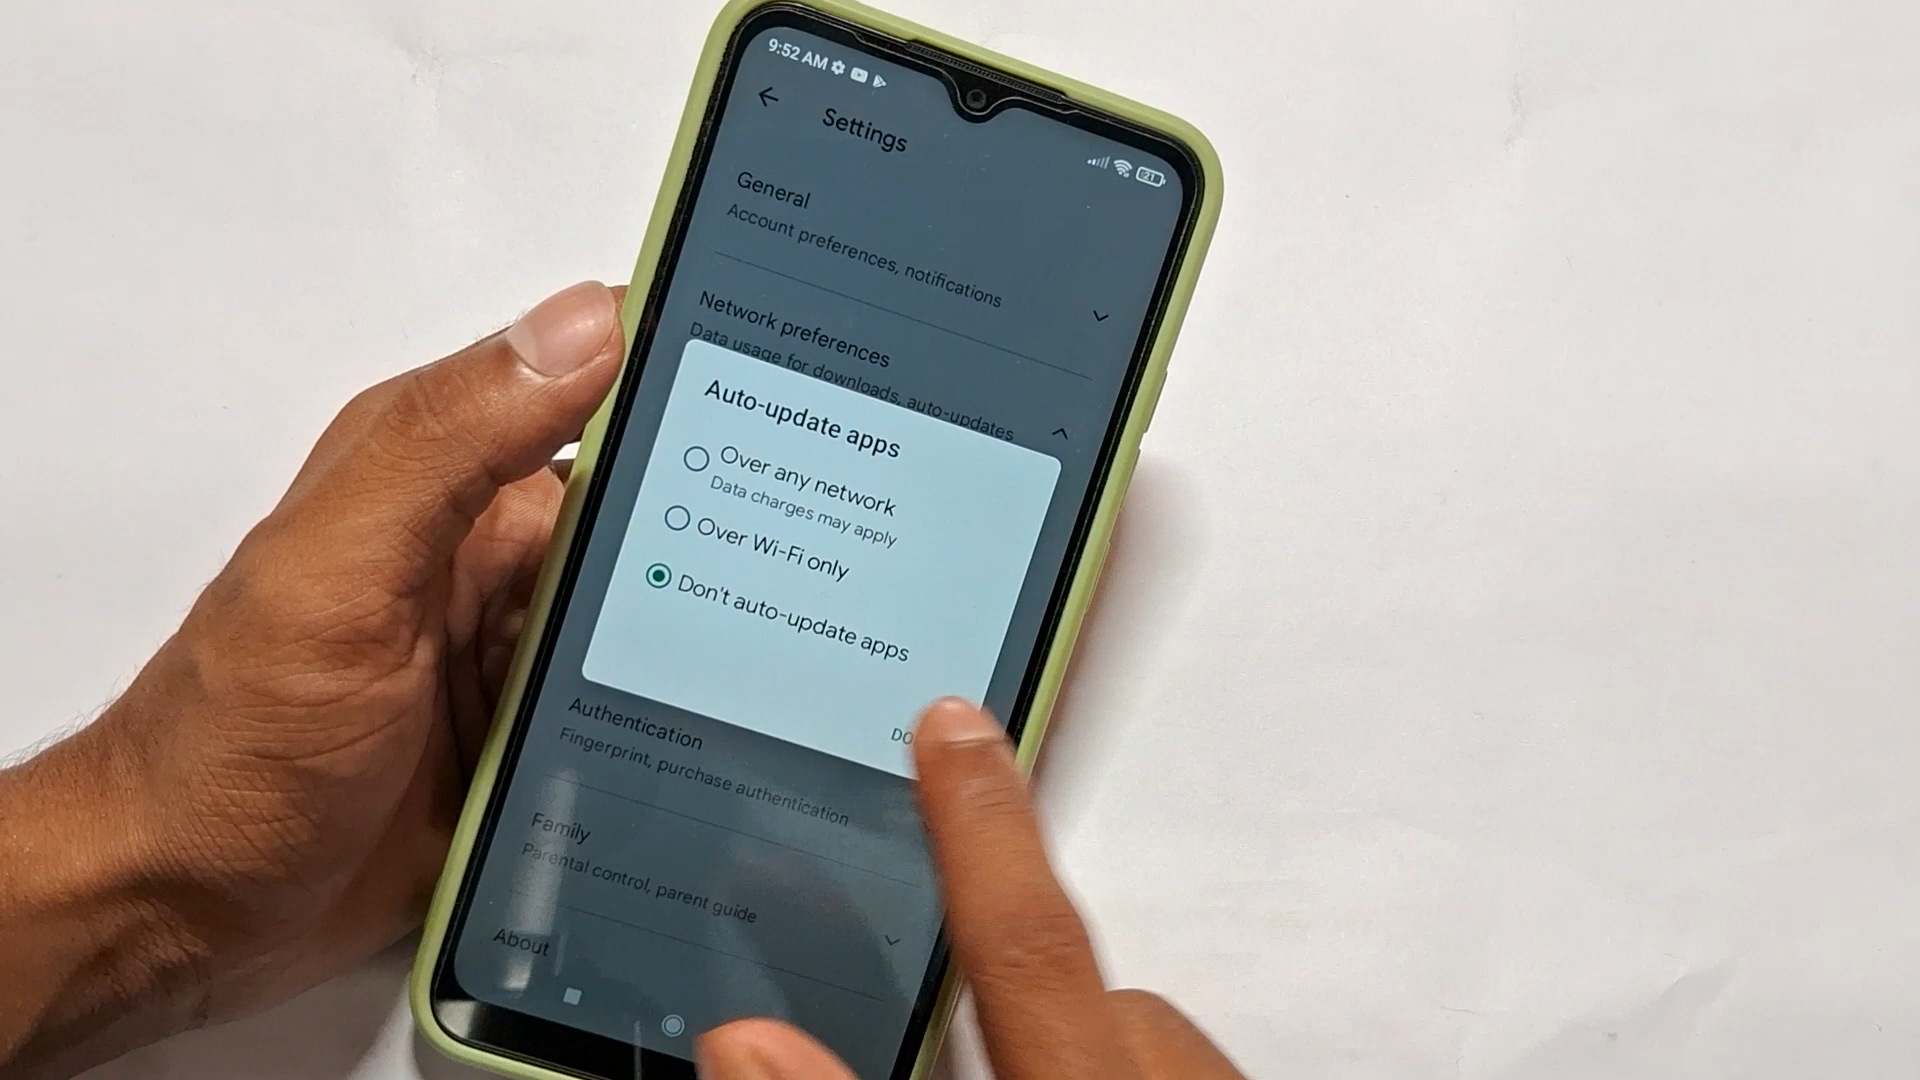 9:52 AM
21
Settings
General
Account preferences, notifications
Network preferences
Data usage for downloads, auto-updates
Auto-update apps
Over any network
Data charges may apply
Over Wi-Fi only
Don't auto-update apps
DO
Authentication
Fingerprint, purchase authentication
Family
Parental control, parent guide
About